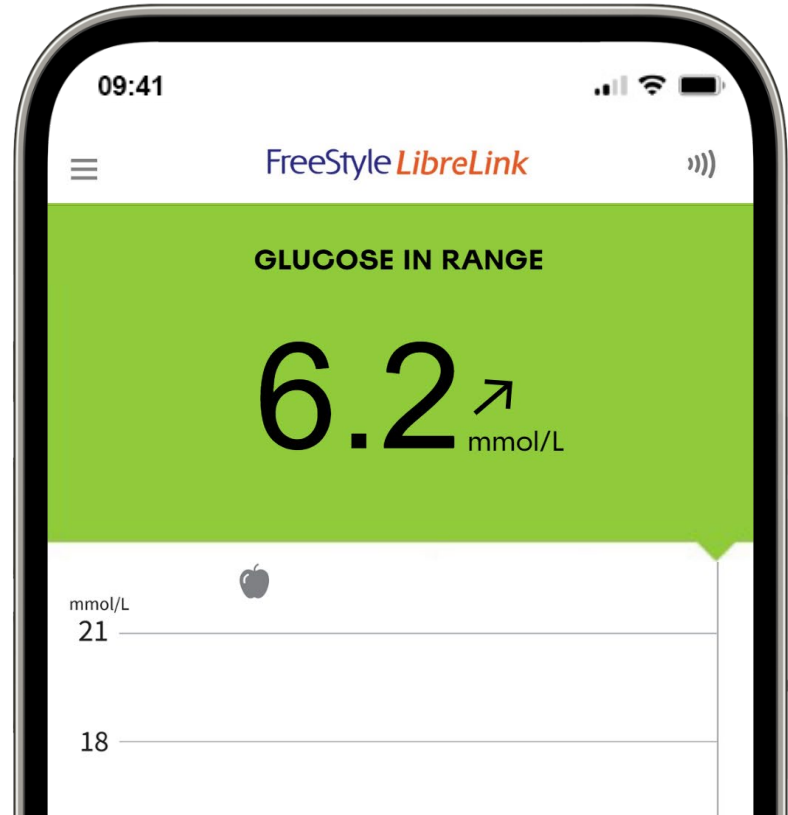 09:41
FreeStyle LibreLink
GLUCOSE IN RANGE
6.2
mmol/L
mmol/L
21
18